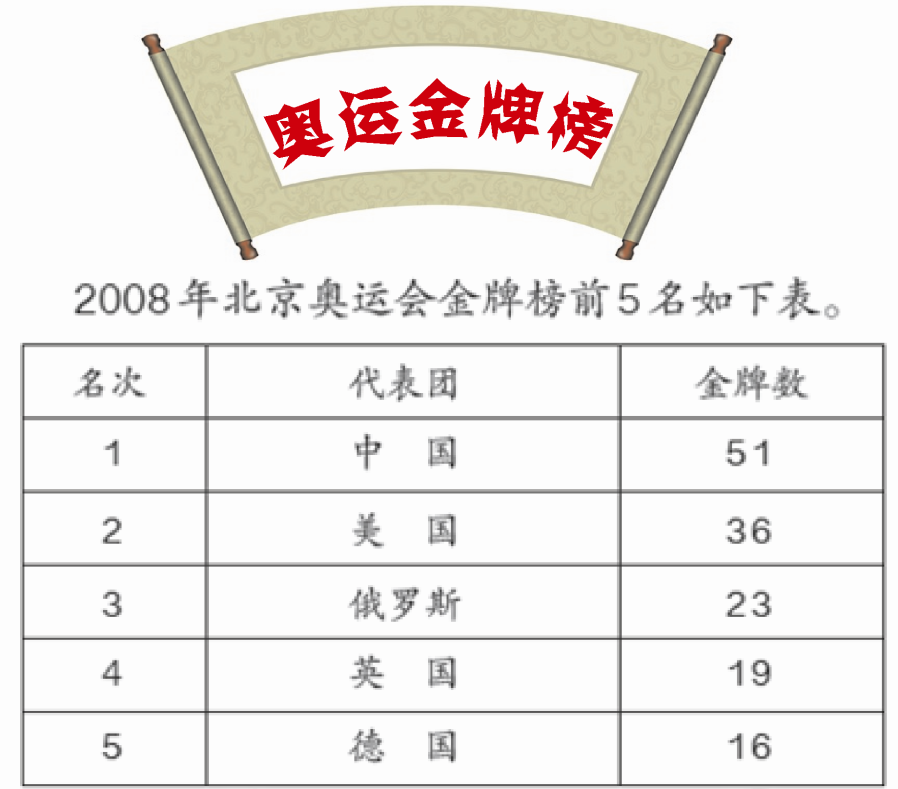 奥运金牌榜
2008年北京奥运会金牌榜前5名如下表。
名次 代表团 金牌数
1 中 国 51
2 美 国 36
3 俄罗斯 23
4 英 国 19
5 德 国 16